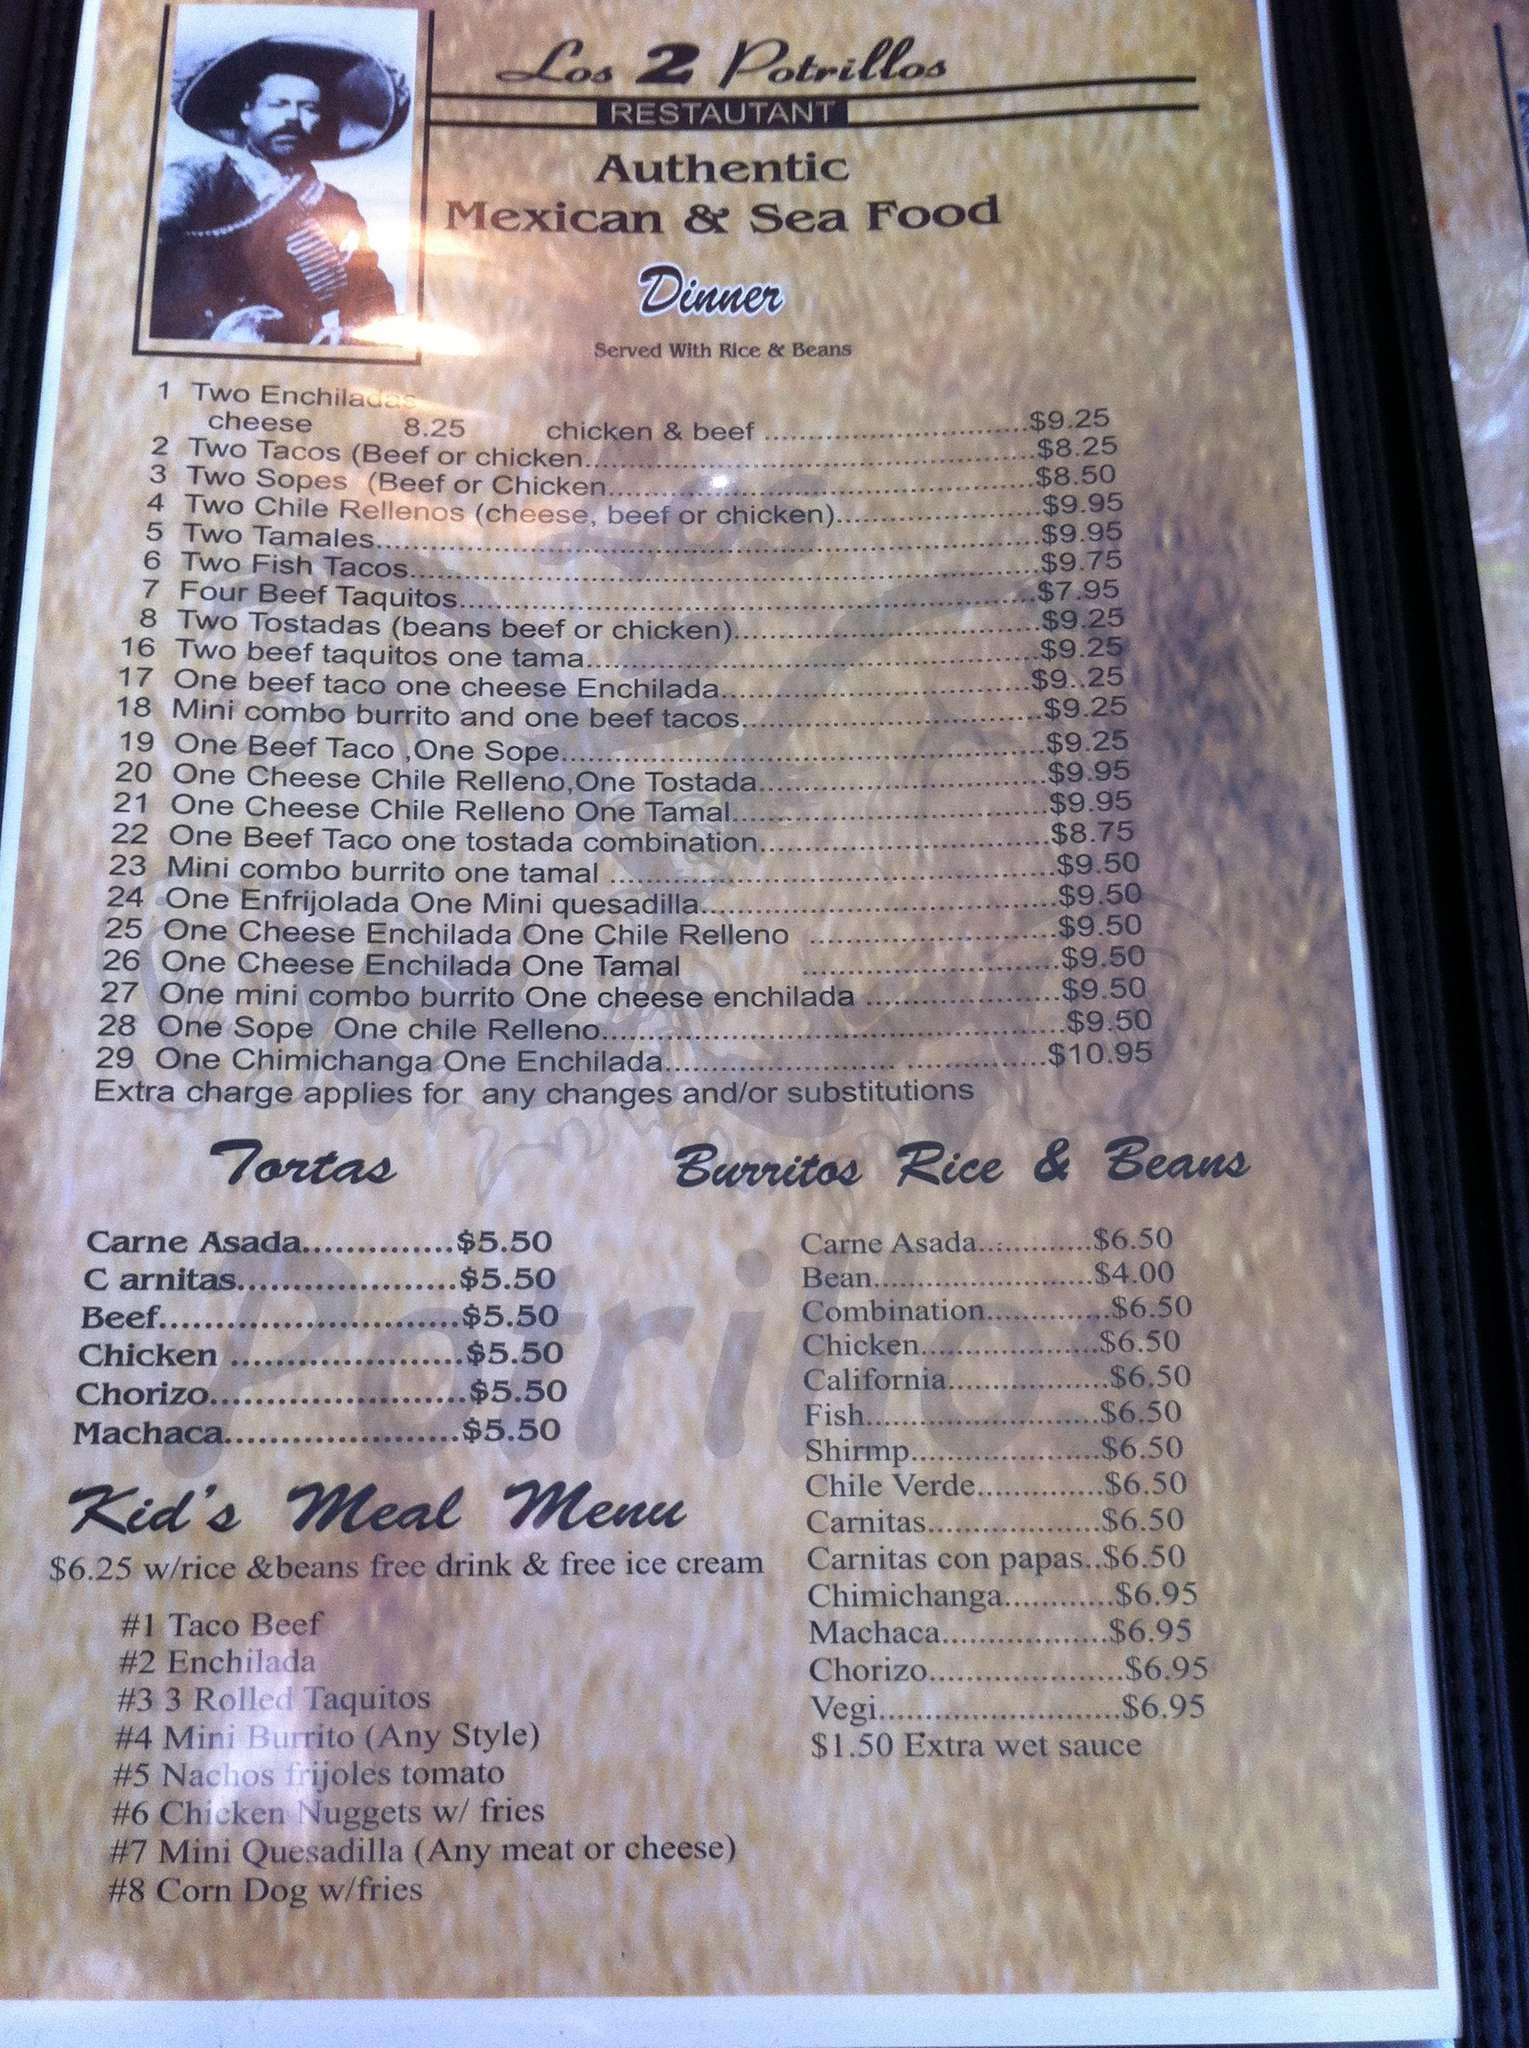 Los 2 Potrillos
RESTAUTANT
Authentic
Mexican & Sea Food
Dinner
Served With Rice & Beans
1 Two Enchiladas
cheese 8.25 chicken & beef ..............................$9.25
2 Two Tacos (Beef or chicken..................................................$8.25
3 Two Sopes (Beef or Chicken................................................$8.50
4 Two Chile Rellenos (cheese, beef or chicken).......................$9.95
5 Two Tamales..........................................................................$9.95
6 Two Fish Tacos......................................................................$9.75
7 Four Beef Taquitos................................................................$7.95
8 Two Tostadas (beans beef or chicken)..................................$9.25
16 Two beef taquitos one tama..................................................$9.25
17 One beef taco one cheese Enchilada...................................$9..25
18 Mini combo burrito and one beef tacos.................................$9.25
19 One Beef Taco ,One Sope.....................................................$9.25
20 One Cheese Chile Relleno,One Tostada...............................$9.95
21 One Cheese Chile Relleno One Tamal..................................$9.95
22 One Beef Taco one tostada combination...............................$8.75
23 Mini combo burrito one tamal ................................................$9.50
24 One Enfrijolada One Mini quesadilla......................................$9.50
25 One Cheese Enchilada One Chile Relleno ...........................$9.50
26 One Cheese Enchilada One Tamal ...........................$9.50
27 One mini combo burrito One cheese enchilada .....................$9.50
28 One Sope One chile Relleno..................................................$9.50
29 One Chimichanga One Enchilada........................ ...............$10.95
Extra charge applies for any changes and/or substitutions
Tortas
Carne Asada..............$5.50
C arnitas....................$5.50
Beef...........................$5.50
Chicken .....................$5.50
Chorizo.......................$5.50
Machaca.....................$5.50
Kid's Meal Menu
$6.25 w/rice &beans free drink & free ice cream
#1 Taco Beef
#2 Enchilada
#3 3 Rolled Taquitos
#4 Mini Burrito (Any Style)
#5 Nachos frijoles tomato
#6 Chicken Nuggets w/ fries
#7 Mini Quesadilla (Any meat or cheese)
#8 Corn Dog w/fries
Burritos Rice & Beans
Carne Asada.............$6.50
Bean.........................$4.00
Combination..............$6.50
Chicken....................$6.50
California..................$6.50
Fish..........................$6.50
Shirmp.....................$6.50
Chile Verde..............$6.50
Carnitas...................$6.50
Carnitas con papas..$6.50
Chimichanga............$6.95
Machaca...................$6.95
Chorizo......................$6.95
Vegi...........................$6.95
$1.50 Extra wet sauce
Los
Potrillos